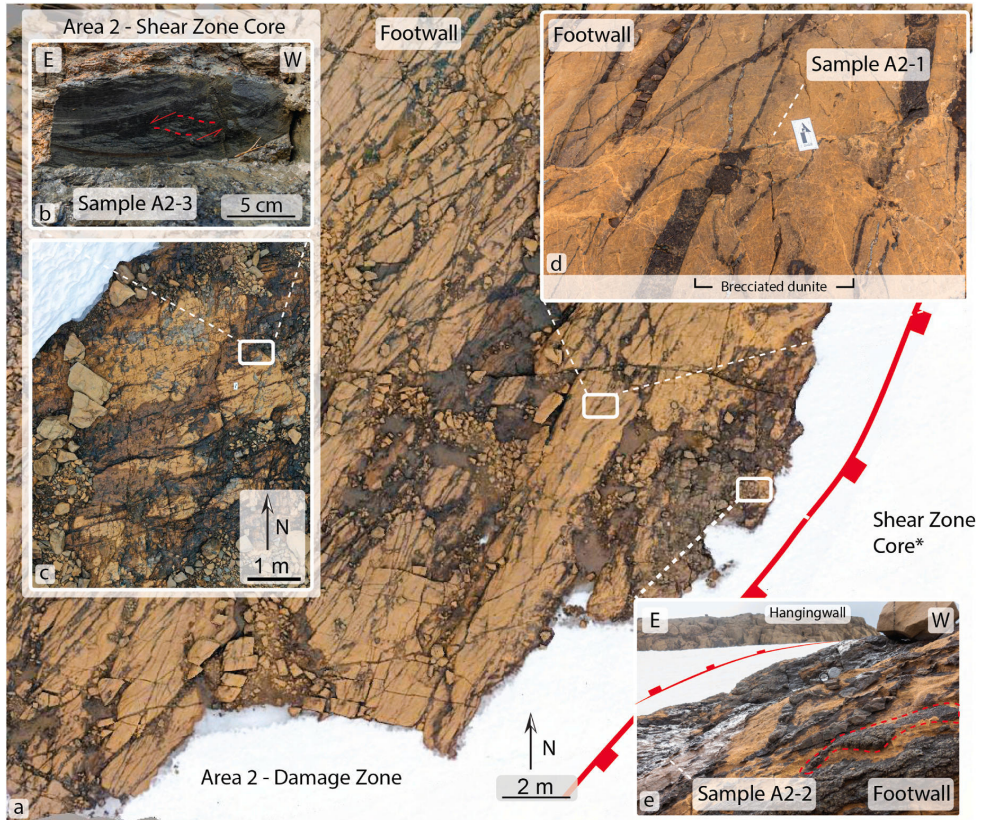 Area 2 - Shear Zone Core
E
W
Sample A2-3
5 cm
b
Footwall
Footwall
Sample A2-1
d
Brecciated dunite
N
1 m
c
Shear Zone
Core*
Area 2 - Damage Zone
N
2 m
a
E
Hangingwall
W
Sample A2-2
Footwall
e